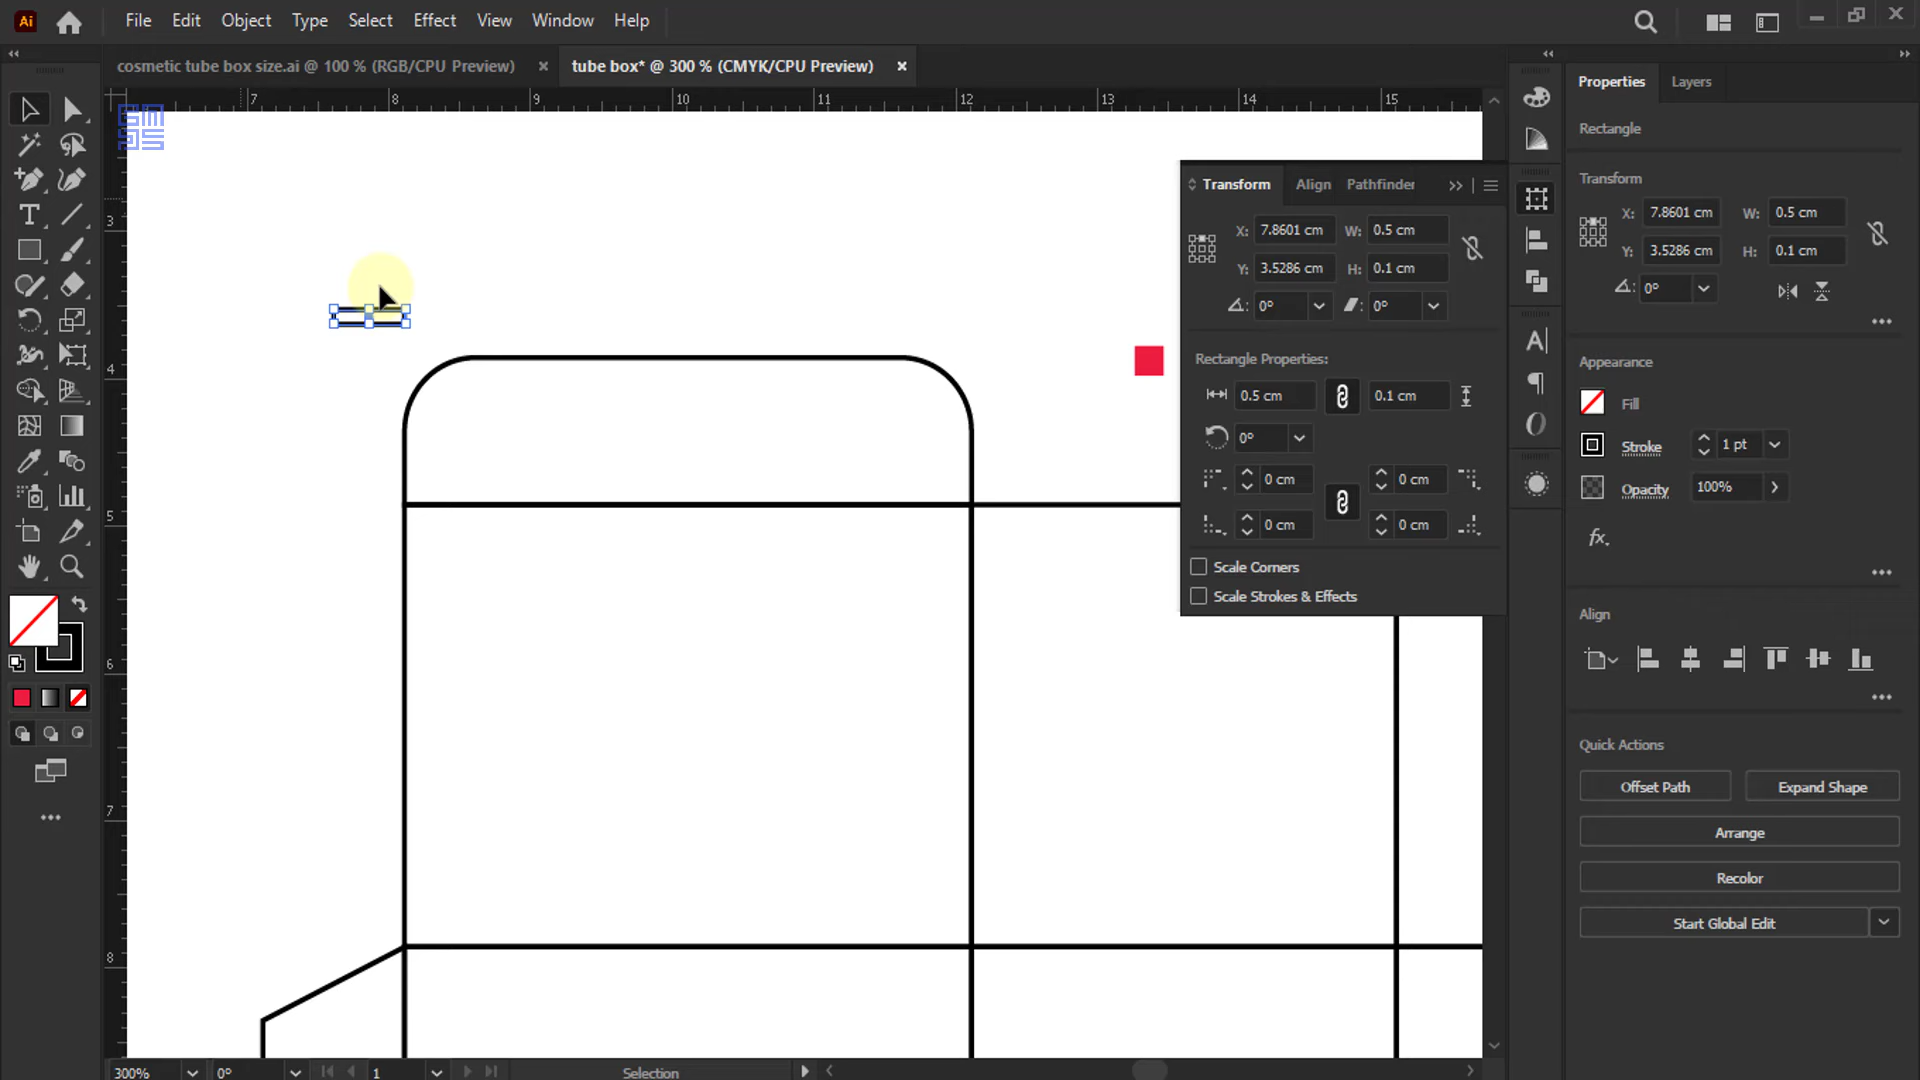 Ai File Edit Object Type Select Effect View Window Help
cosmetic tube box size.ai @ 100 % (RGB/CPU Preview) × tube box* @ 300 % (CMYK/CPU Preview) ×
7 8 9 10 11 12 13 14 15
3
4
5
6
7
8
Transform Align Pathfinder
X: 7.8601 cm W: 0.5 cm
Y: 3.5286 cm H: 0.1 cm
0° 0°
Rectangle Properties:
0.5 cm 0.1 cm
0°
0 cm 0 cm
0 cm 0 cm
Scale Corners
Scale Strokes & Effects
Properties Layers
Rectangle
Transform
X: 7.8601 cm W: 0.5 cm
Y: 3.5286 cm H: 0.1 cm
0°
Appearance
Fill
Stroke 1 pt
Opacity 100%
fx.
Align
Quick Actions
Offset Path Expand Shape
Arrange
Recolor
Start Global Edit
300% 0° 1 Selection